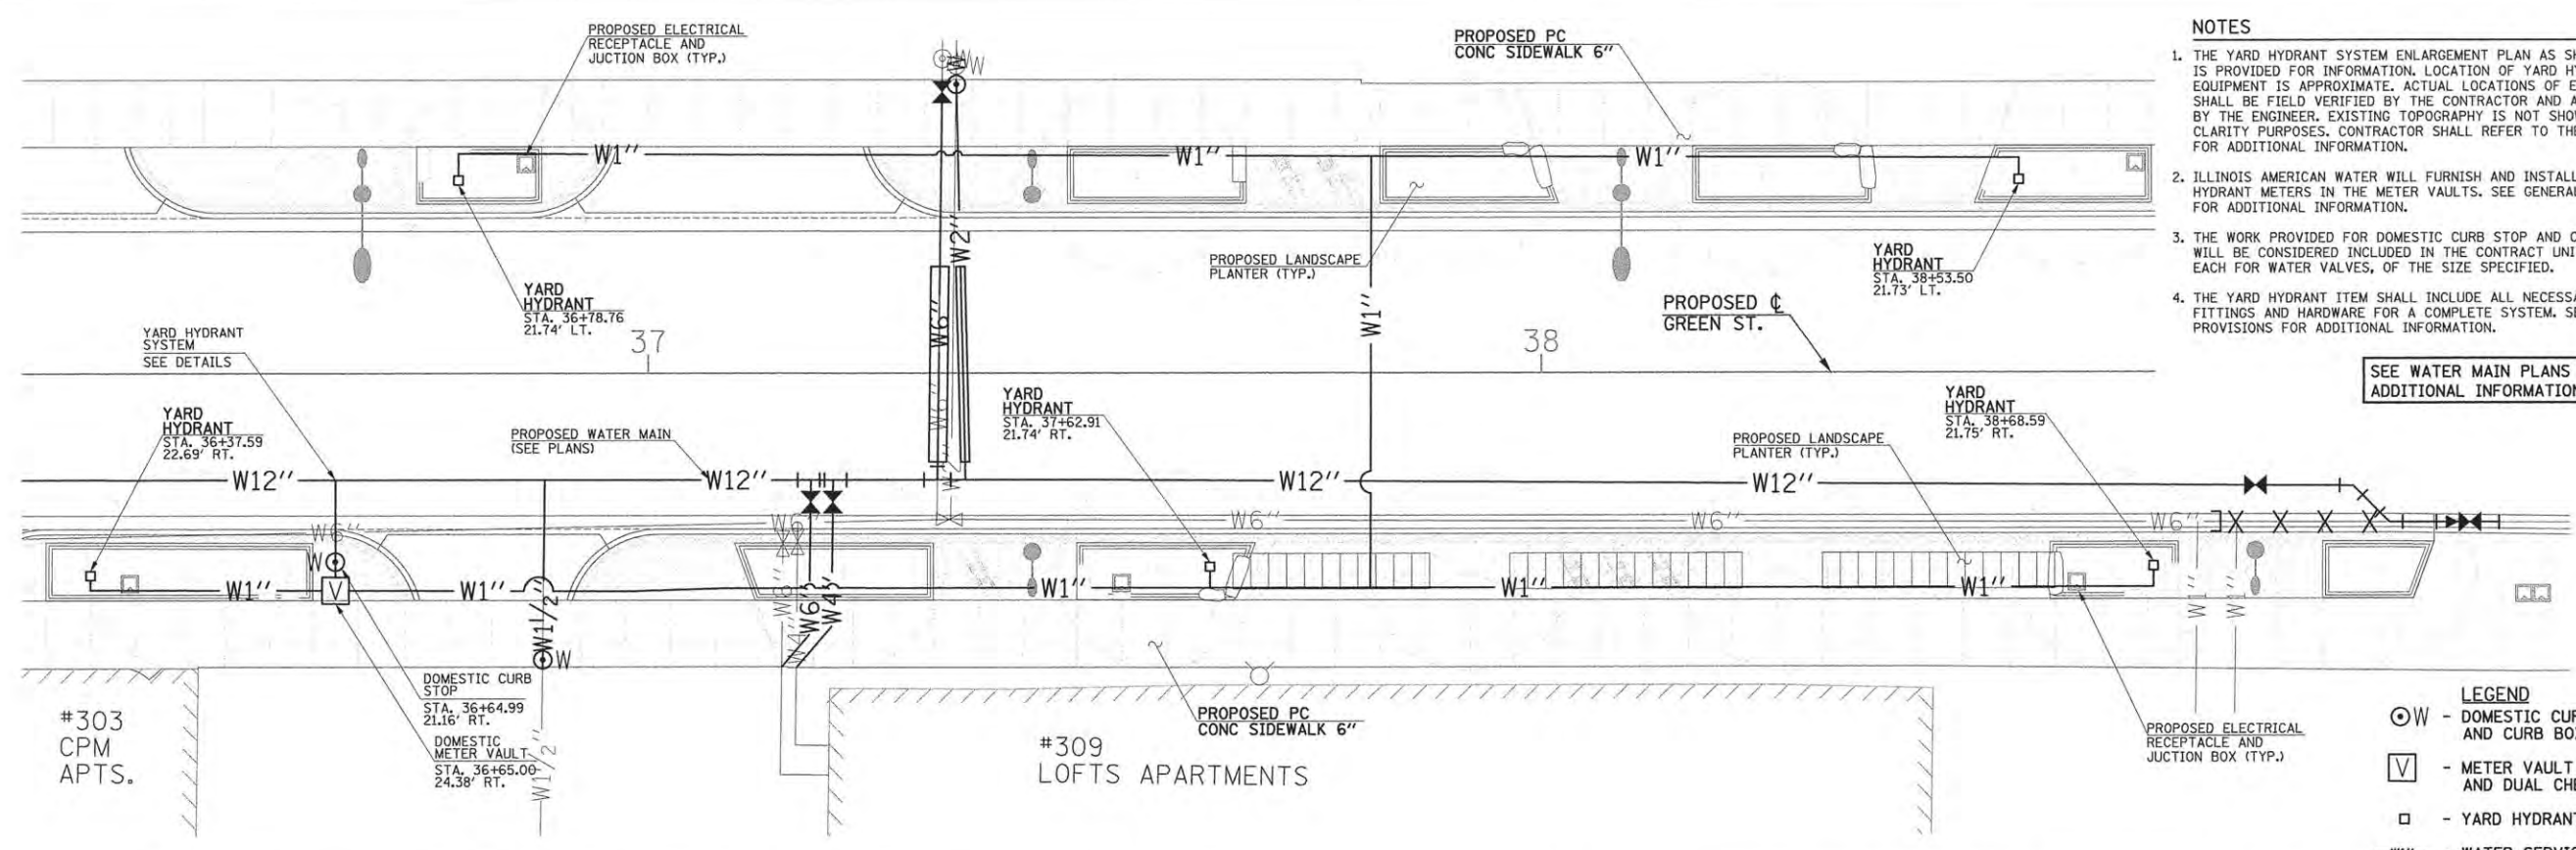 PROPOSED ELECTRICAL
RECEPTACLE AND
JUCTION BOX (TYP.)
W
W
PROPOSED PC
CONC SIDEWALK 6"
W1"
W1"
W1"
W2"
W6"
YARD
HYDRANT
STA. 36+78.76
21.74' LT.
PROPOSED LANDSCAPE
PLANTER (TYP.)
W1"
YARD
HYDRANT
STA. 38+53.50
21.73' LT.
PROPOSED ℄
GREEN ST.
37
38
YARD HYDRANT
SYSTEM
SEE DETAILS
YARD
HYDRANT
STA. 36+37.59
22.69' RT.
PROPOSED WATER MAIN
(SEE PLANS)
YARD
HYDRANT
STA. 37+62.91
21.74' RT.
PROPOSED LANDSCAPE
PLANTER (TYP.)
YARD
HYDRANT
STA. 38+68.59
21.75' RT.
W12"
W12"
W12"
W12"
W6"
W6"
W6"
W6"
W
V
W1"
W1"
W1 1/2"
W6"
W4"
W1"
W1"
W1"
W1"
W1"
W
W1 1/2"
DOMESTIC CURB
STOP
STA. 36+64.99
21.16' RT.
DOMESTIC
METER VAULT
STA. 36+65.00
24.38' RT.
#303
CPM
APTS.
#309
LOFTS APARTMENTS
PROPOSED PC
CONC SIDEWALK 6"
PROPOSED ELECTRICAL
RECEPTACLE AND
JUCTION BOX (TYP.)
NOTES
1. THE YARD HYDRANT SYSTEM ENLARGEMENT PLAN AS SH
IS PROVIDED FOR INFORMATION. LOCATION OF YARD H
EQUIPMENT IS APPROXIMATE. ACTUAL LOCATIONS OF E
SHALL BE FIELD VERIFIED BY THE CONTRACTOR AND A
BY THE ENGINEER. EXISTING TOPOGRAPHY IS NOT SHO
CLARITY PURPOSES. CONTRACTOR SHALL REFER TO THE
FOR ADDITIONAL INFORMATION.
2. ILLINOIS AMERICAN WATER WILL FURNISH AND INSTALL
HYDRANT METERS IN THE METER VAULTS. SEE GENERAL
FOR ADDITIONAL INFORMATION.
3. THE WORK PROVIDED FOR DOMESTIC CURB STOP AND C
WILL BE CONSIDERED INCLUDED IN THE CONTRACT UNI
EACH FOR WATER VALVES, OF THE SIZE SPECIFIED.
4. THE YARD HYDRANT ITEM SHALL INCLUDE ALL NECESSA
FITTINGS AND HARDWARE FOR A COMPLETE SYSTEM. SE
PROVISIONS FOR ADDITIONAL INFORMATION.
SEE WATER MAIN PLANS
ADDITIONAL INFORMATION
LEGEND
W - DOMESTIC CUR
AND CURB BO
V - METER VAULT
AND DUAL CHE
- YARD HYDRANT